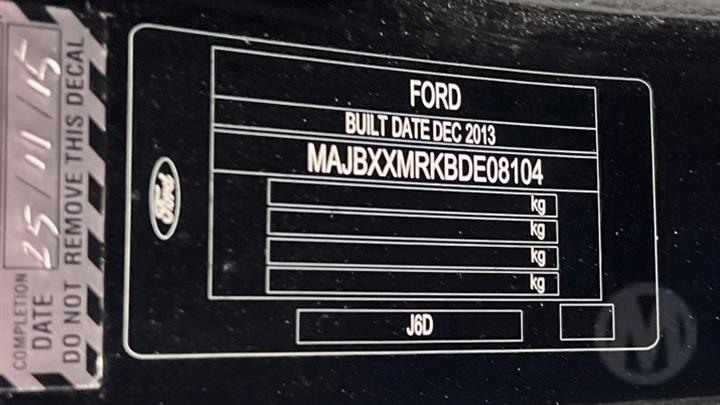 COMPLETION
DATE 25/11/15
DO NOT REMOVE THIS DECAL
Ford
FORD
BUILT DATE DEC 2013
MAJBXXMRKBDE08104
kg
kg
kg
kg
J6D
M